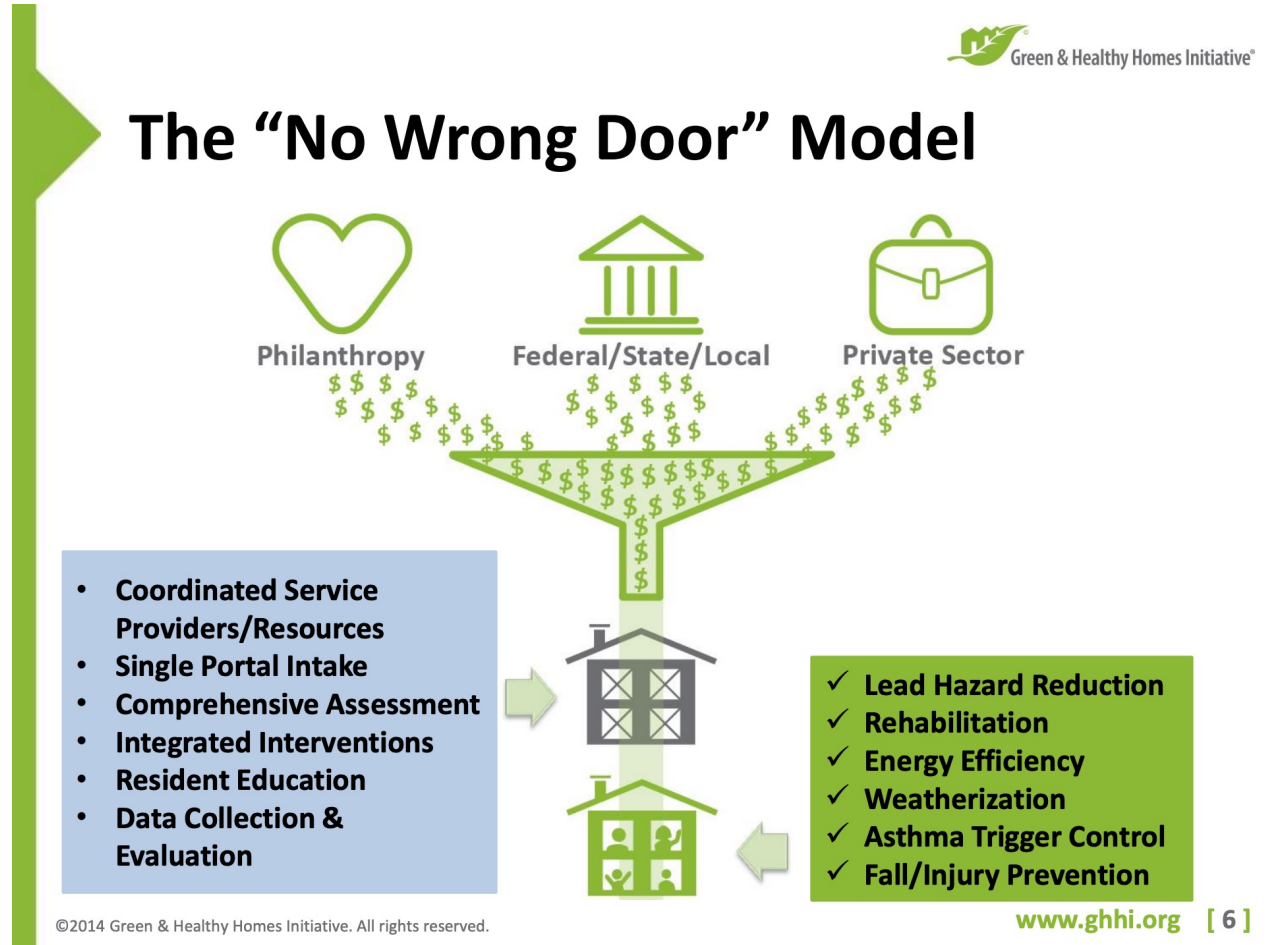 Green & Healthy Homes Initiative®
The “No Wrong Door” Model
Philanthropy
Federal/State/Local
Private Sector
• Coordinated Service
Providers/Resources
• Single Portal Intake
• Comprehensive Assessment
• Integrated Interventions
• Resident Education
• Data Collection &
Evaluation
✓ Lead Hazard Reduction
✓ Rehabilitation
✓ Energy Efficiency
✓ Weatherization
✓ Asthma Trigger Control
✓ Fall/Injury Prevention
©2014 Green & Healthy Homes Initiative. All rights reserved.
www.ghhi.org [ 6 ]